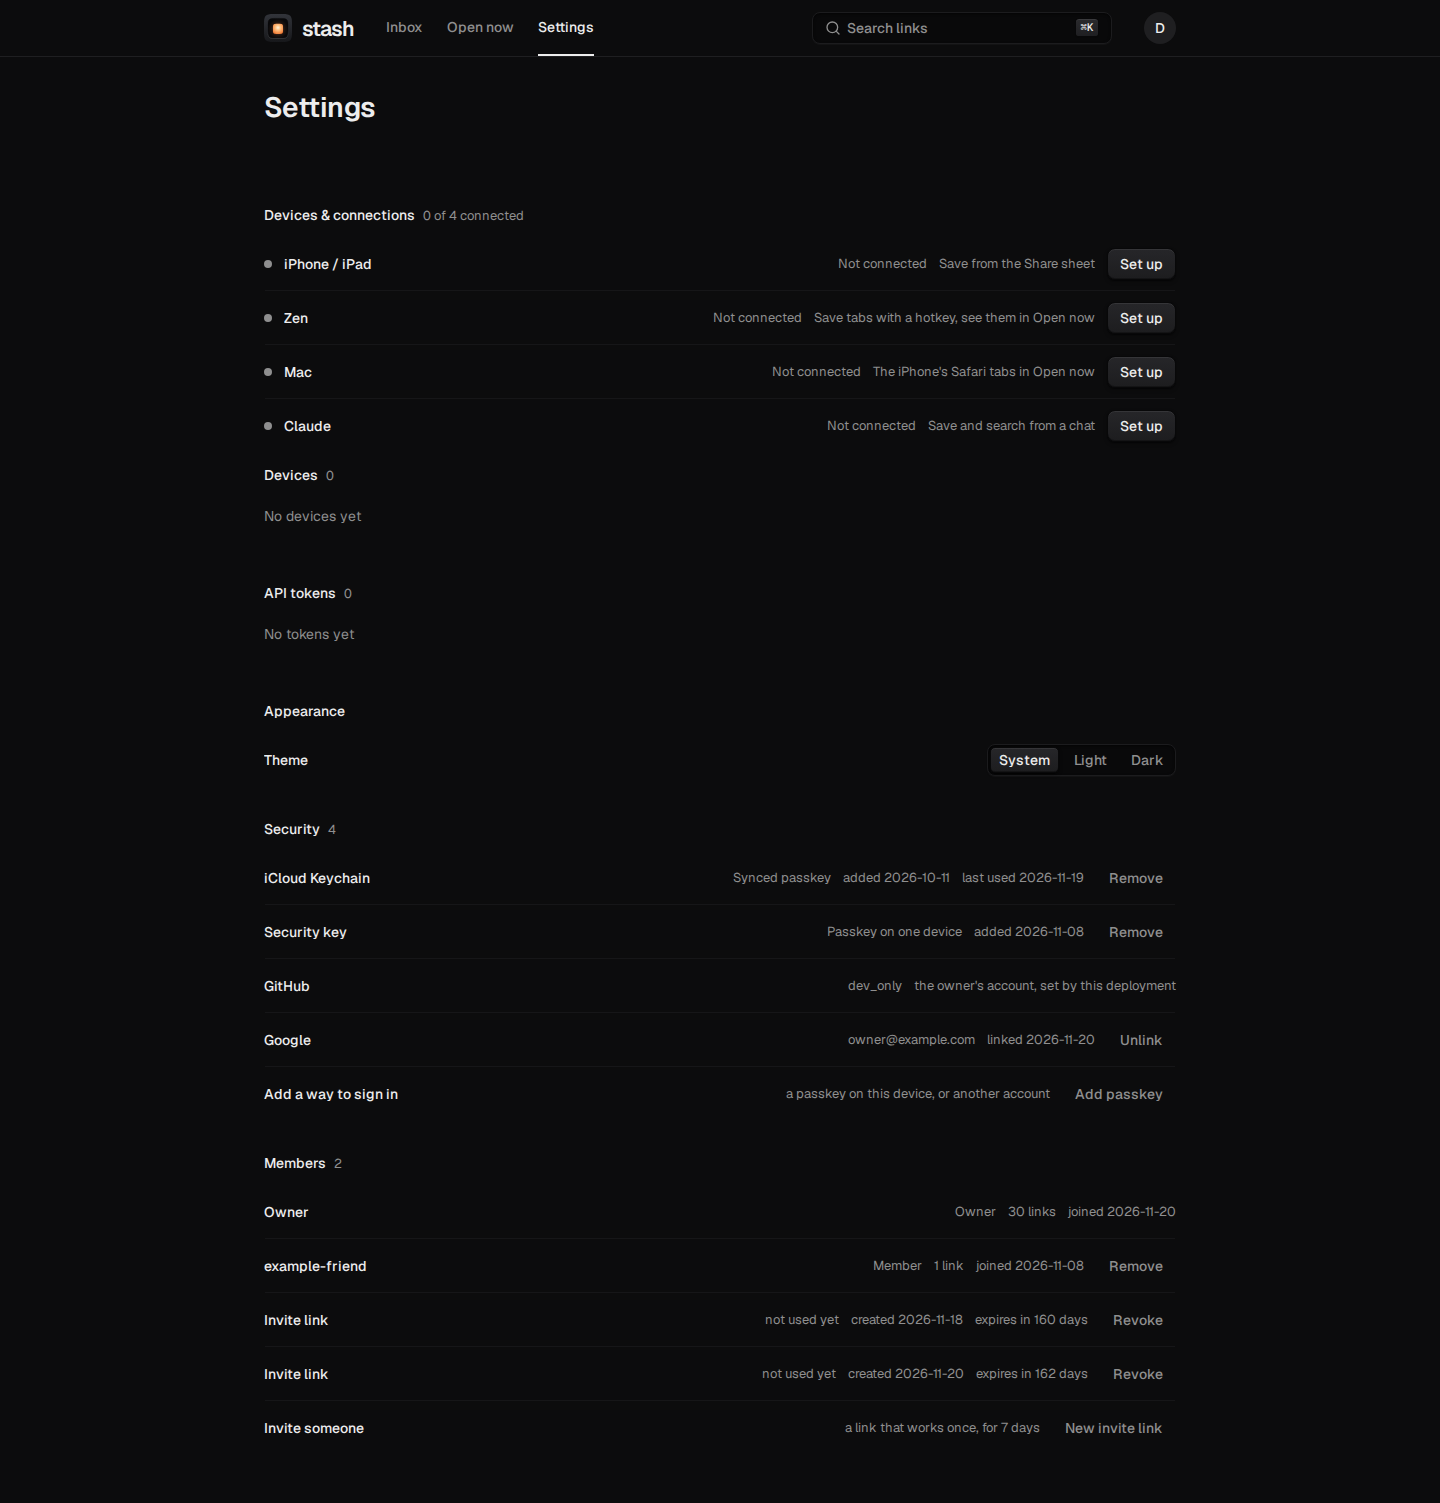 stash Inbox Open now Settings Search links ⌘K D
Settings
Devices & connections 0 of 4 connected
iPhone / iPad Not connected Save from the Share sheet Set up
Zen Not connected Save tabs with a hotkey, see them in Open now Set up
Mac Not connected The iPhone's Safari tabs in Open now Set up
Claude Not connected Save and search from a chat Set up
Devices 0
No devices yet
API tokens 0
No tokens yet
Appearance
Theme System Light Dark
Security 4
iCloud Keychain Synced passkey added 2026-10-11 last used 2026-11-19 Remove
Security key Passkey on one device added 2026-11-08 Remove
GitHub dev_only the owner's account, set by this deployment
Google owner@example.com linked 2026-11-20 Unlink
Add a way to sign in a passkey on this device, or another account Add passkey
Members 2
Owner Owner 30 links joined 2026-11-20
example-friend Member 1 link joined 2026-11-08 Remove
Invite link not used yet created 2026-11-18 expires in 160 days Revoke
Invite link not used yet created 2026-11-20 expires in 162 days Revoke
Invite someone a link that works once, for 7 days New invite link